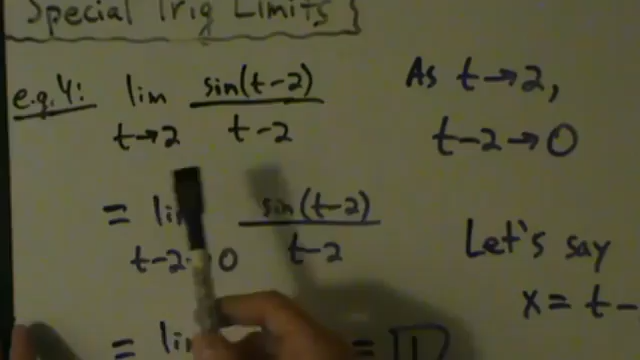 Special Trig Limits
e.g. 4: lim sin(t-2)
t→2 t-2
As t→2,
t-2→0
= sin(t-2)
t-2 0 t-2
Let's say
x = t-
= = 1